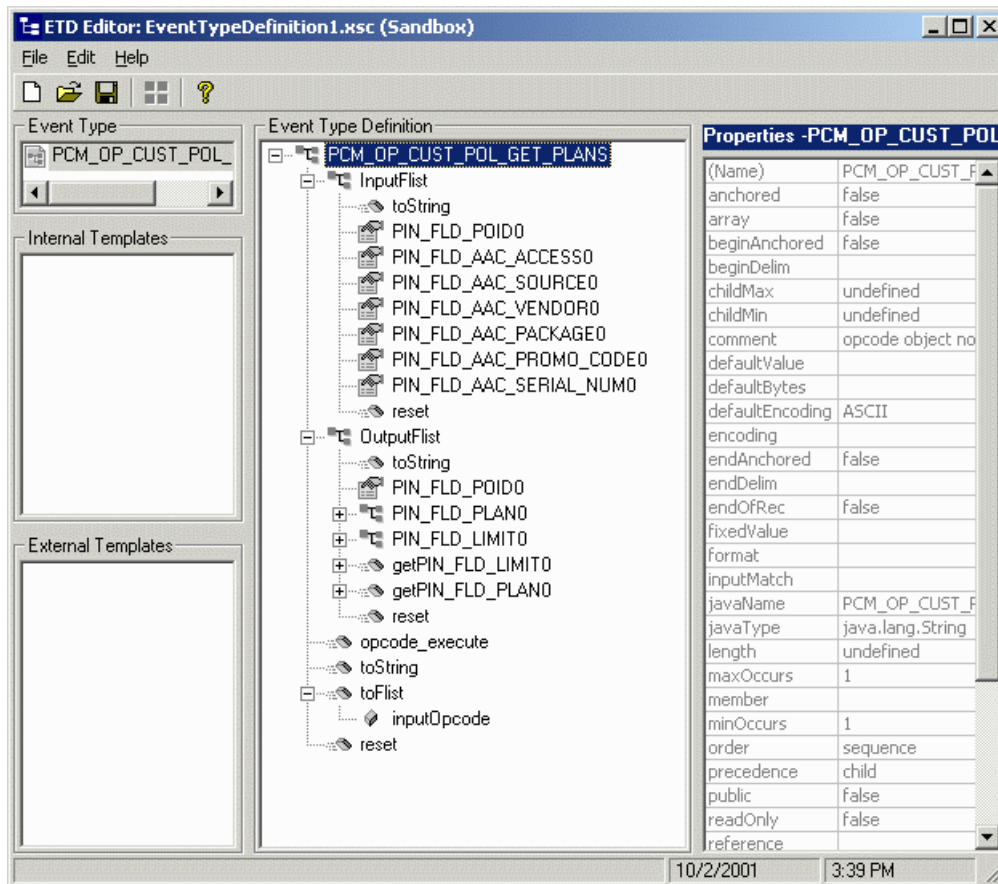 ETD Editor: EventTypeDefinition1.xsc (Sandbox)
File Edit Help
Event Type
PCM_OP_CUST_POL_
Internal Templates
External Templates
Event Type Definition
PCM_OP_CUST_POL_GET_PLANS
InputFlist
toString
PIN_FLD_POID0
PIN_FLD_AAC_ACCESS0
PIN_FLD_AAC_SOURCE0
PIN_FLD_AAC_VENDOR0
PIN_FLD_AAC_PACKAGE0
PIN_FLD_AAC_PROMO_CODE0
PIN_FLD_AAC_SERIAL_NUM0
reset
OutputFlist
toString
PIN_FLD_POID0
PIN_FLD_PLAN0
PIN_FLD_LIMIT0
getPIN_FLD_LIMIT0
getPIN_FLD_PLAN0
reset
opcode_execute
toString
toFlist
inputOpcode
reset
Properties -PCM_OP_CUST_POL
(Name) PCM_OP_CUST_P
anchored false
array false
beginAnchored false
beginDelim
childMax undefined
childMin undefined
comment opcode object no
defaultValue
defaultBytes
defaultEncoding ASCII
encoding
endAnchored false
endDelim
endOfRec false
fixedValue
format
inputMatch
javaName PCM_OP_CUST_P
javaType java.lang.String
length undefined
maxOccurs 1
member
minOccurs 1
order sequence
precedence child
public false
readOnly false
reference
10/2/2001 3:39 PM